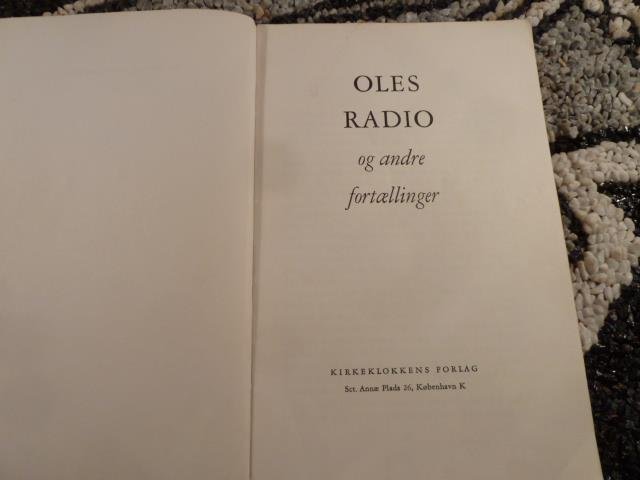 OLES
RADIO
og andre
fortællinger
KIRKEKLOKKENS FORLAG
Sct. Annæ Plads 26, København K